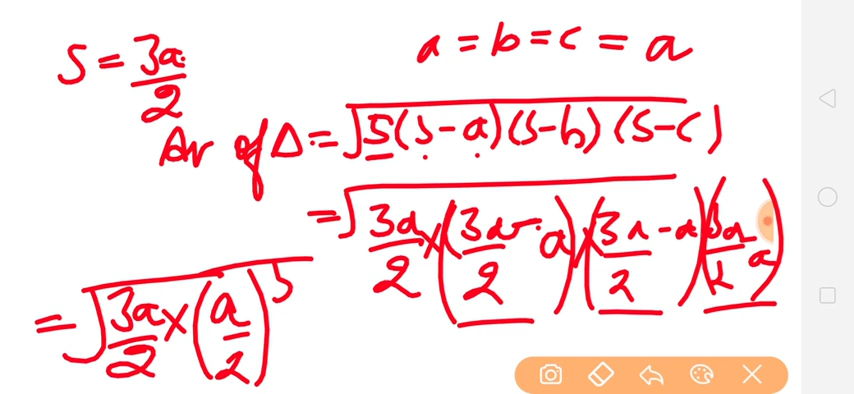 S = 3a/2
a = b = c = a
Ar of Δ = √S(S-a)(S-b)(S-c)
= √3a/2 × (3a/2 - a) × (3a/2 - a)(3a/2 a)
= √3a/2 × (a/2)^3